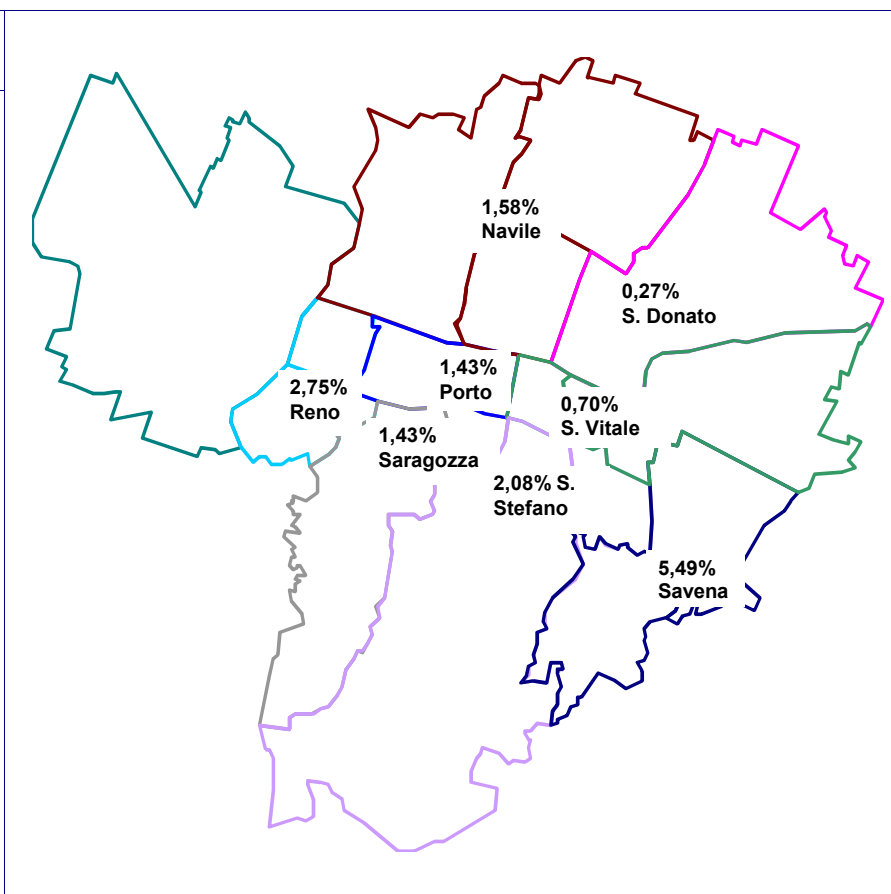 1,58%
Navile
0,27%
S. Donato
1,43%
Porto
2,75%
Reno
0,70%
S. Vitale
1,43%
Saragozza
2,08% S.
Stefano
5,49%
Savena